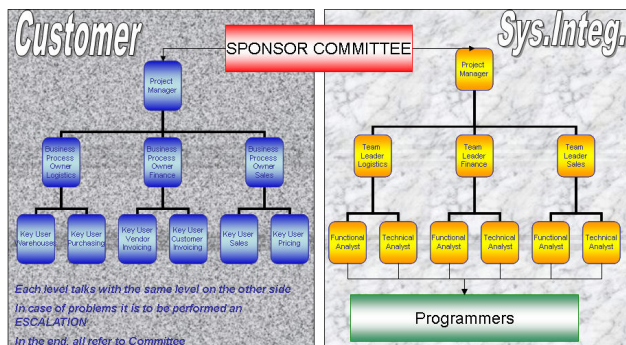 Customer
SPONSOR COMMITTEE
Sys.Integ.
Project
Manager
Project
Manager
Business
Process
Owner
Logistics
Business
Process
Owner
Finance
Business
Process
Owner
Sales
Team
Leader
Logistics
Team
Leader
Finance
Team
Leader
Sales
Key User
Warehouse
Key User
Purchasing
Key User
Vendor
Invoicing
Key User
Customer
Invoicing
Key User
Sales
Key User
Pricing
Functional
Analyst
Technical
Analyst
Functional
Analyst
Technical
Analyst
Functional
Analyst
Technical
Analyst
Each level talks with the same level on the other side
In case of problems it is to be performed an
ESCALATION
In the end, all refer to Committee
Programmers